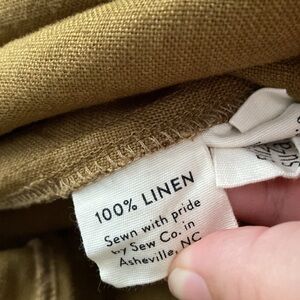 100% LINEN
Sewn with pride
by Sew Co. in
Asheville, NC